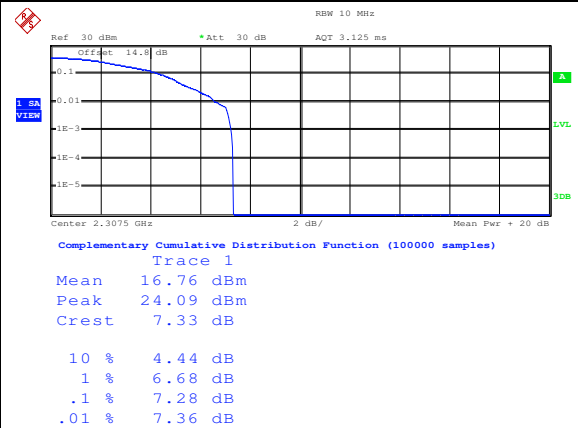 R S
RBW 10 MHz
Ref 30 dBm *Att 30 dB AQT 3.125 ms
Offset 14.8 dB
0.1
A
0.01
1 SA
VIEW
1E-3
LVL
1E-4
1E-5
3DB
Center 2.3075 GHz 2 dB/ Mean Pwr + 20 dB
Complementary Cumulative Distribution Function (100000 samples)
Trace 1
Mean 16.76 dBm
Peak 24.09 dBm
Crest 7.33 dB
10 % 4.44 dB
1 % 6.68 dB
.1 % 7.28 dB
.01 % 7.36 dB